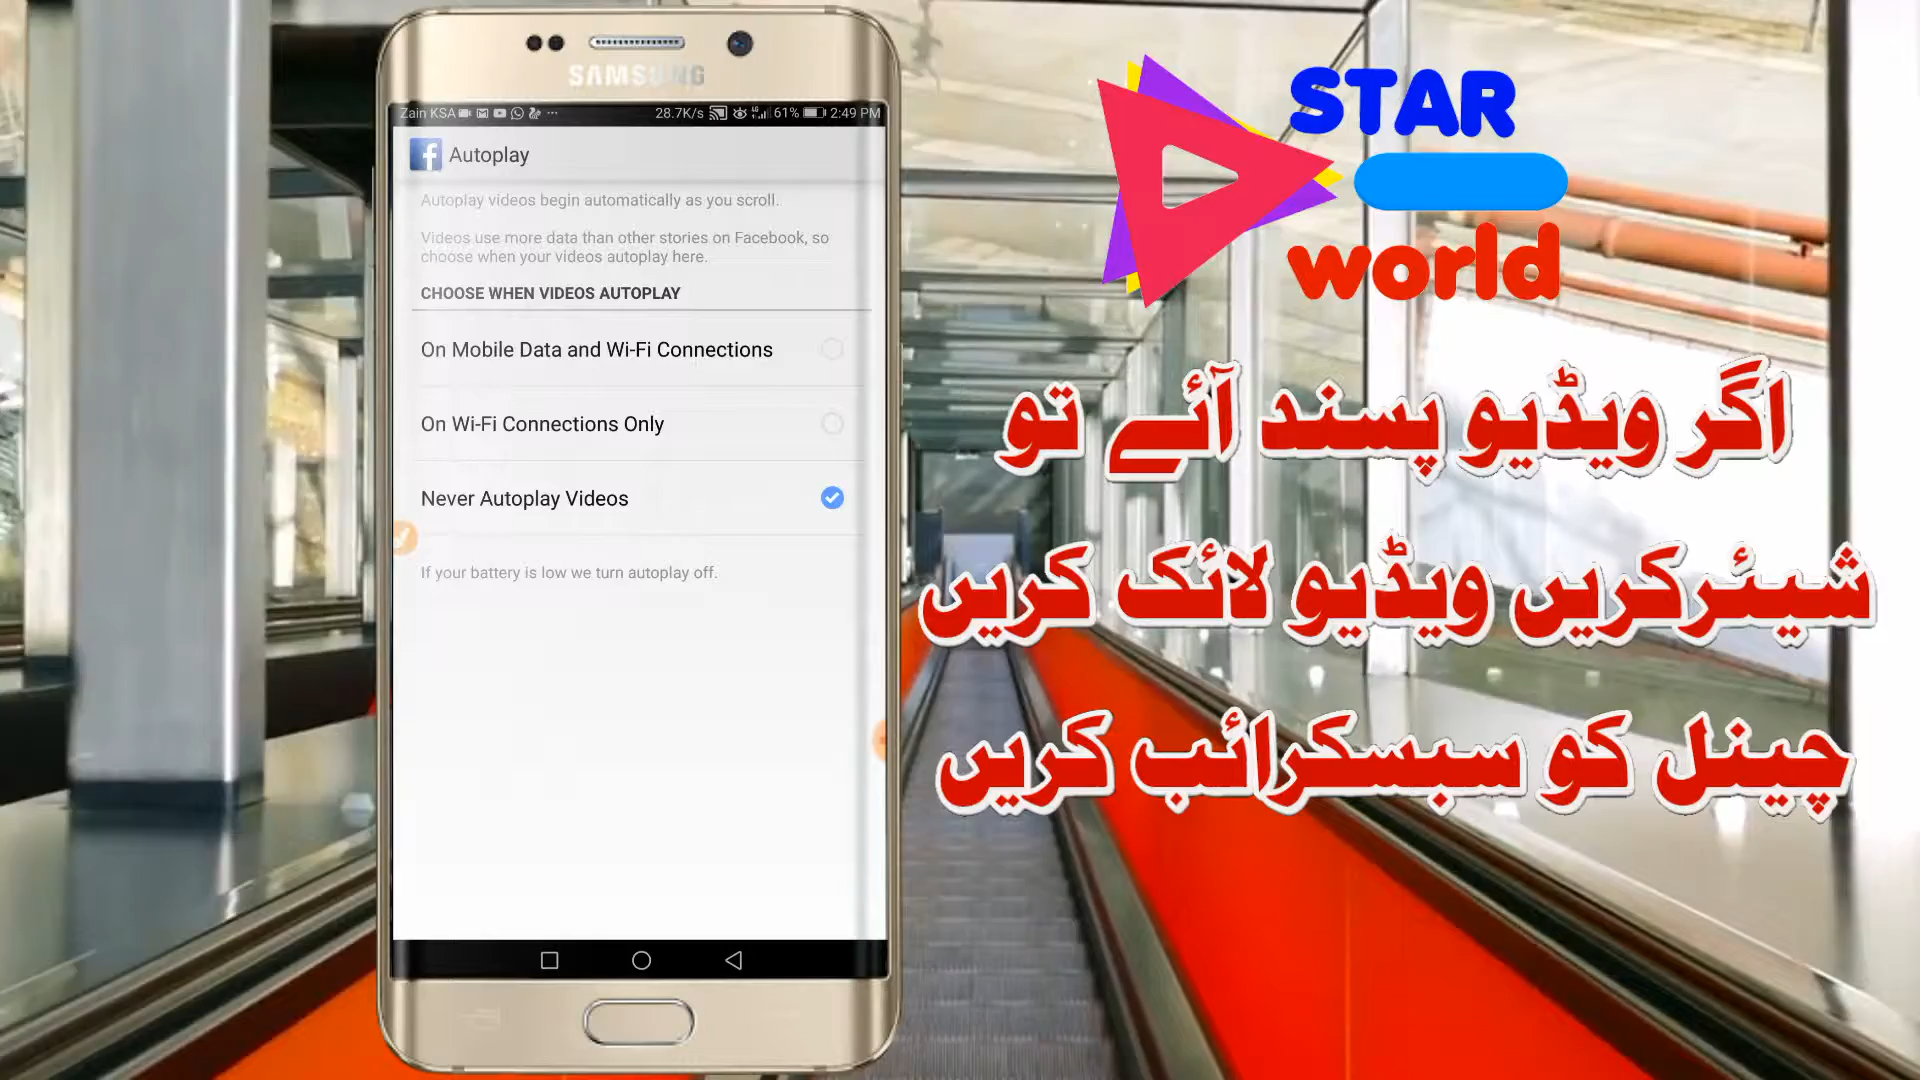 SAMSUNG
Zain KSA 28.7K/s 4G 61% 2:49 PM
Autoplay
Autoplay videos begin automatically as you scroll.
Videos use more data than other stories on Facebook, so
choose when your videos autoplay here.
CHOOSE WHEN VIDEOS AUTOPLAY
On Mobile Data and Wi-Fi Connections
On Wi-Fi Connections Only
Never Autoplay Videos
If your battery is low we turn autoplay off.
STAR
world
اگر ویڈیو پسند آئے تو
شیئرکریں ویڈیو لائک کریں
چینل کو سبسکرائب کریں